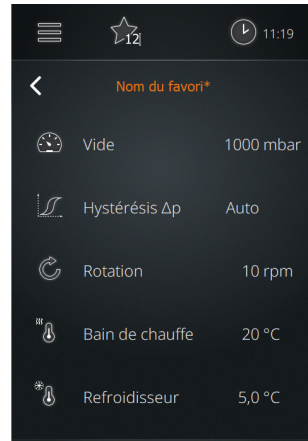 12 11:19
Nom du favori*
Vide 1000 mbar
Hystérésis Δp Auto
Rotation 10 rpm
Bain de chauffe 20 °C
Refroidisseur 5,0 °C